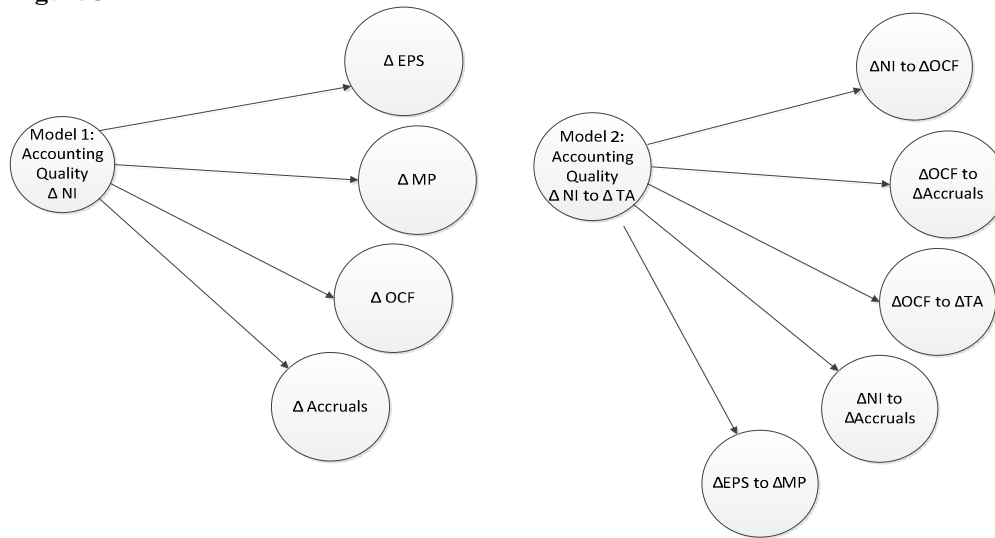 Δ EPS
Model 1:
Accounting
Quality
Δ NI
Δ MP
Δ OCF
Δ Accruals
ΔNI to ΔOCF
Model 2:
Accounting
Quality
Δ NI to Δ TA
ΔOCF to
ΔAccruals
ΔOCF to ΔTA
ΔNI to
ΔAccruals
ΔEPS to ΔMP